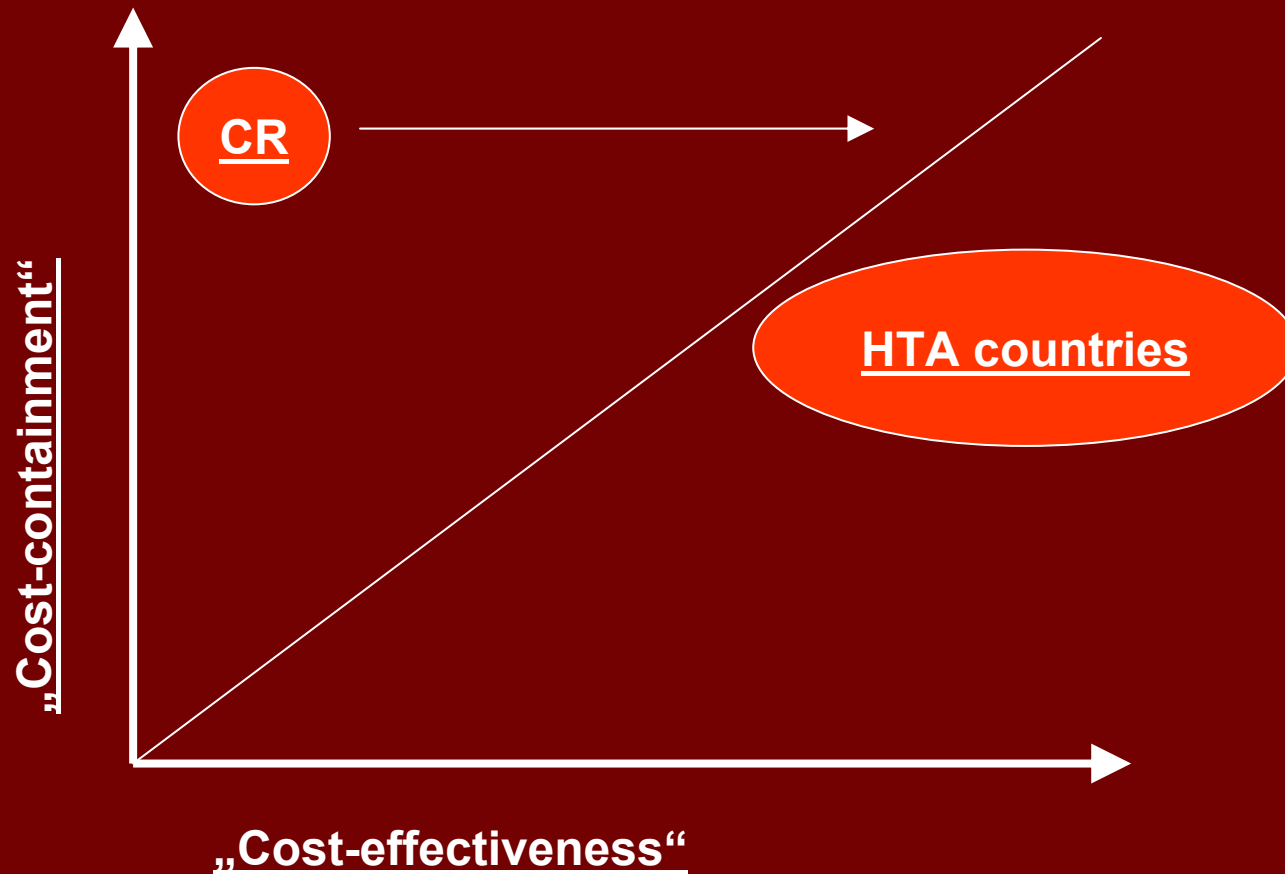 CR
HTA countries
„Cost-containment“
„Cost-effectiveness“